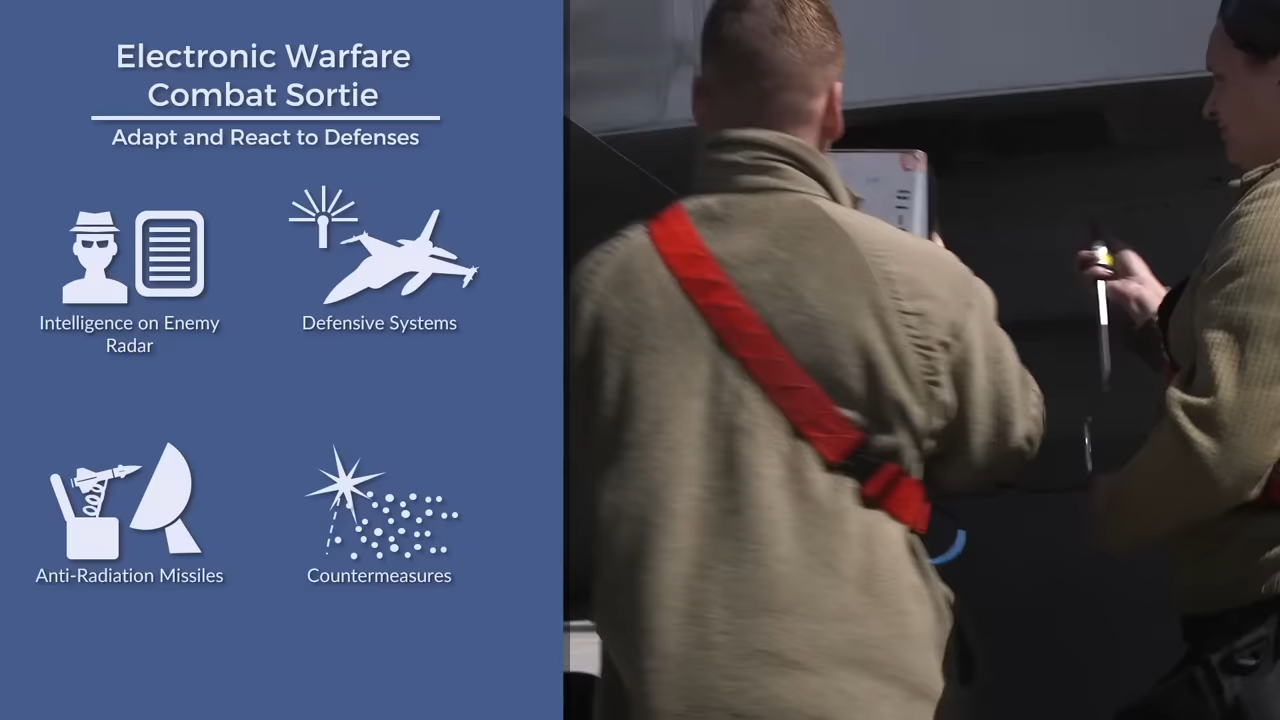 Electronic Warfare
Combat Sortie
Adapt and React to Defenses
Intelligence on Enemy
Radar
Defensive Systems
Anti-Radiation Missiles
Countermeasures